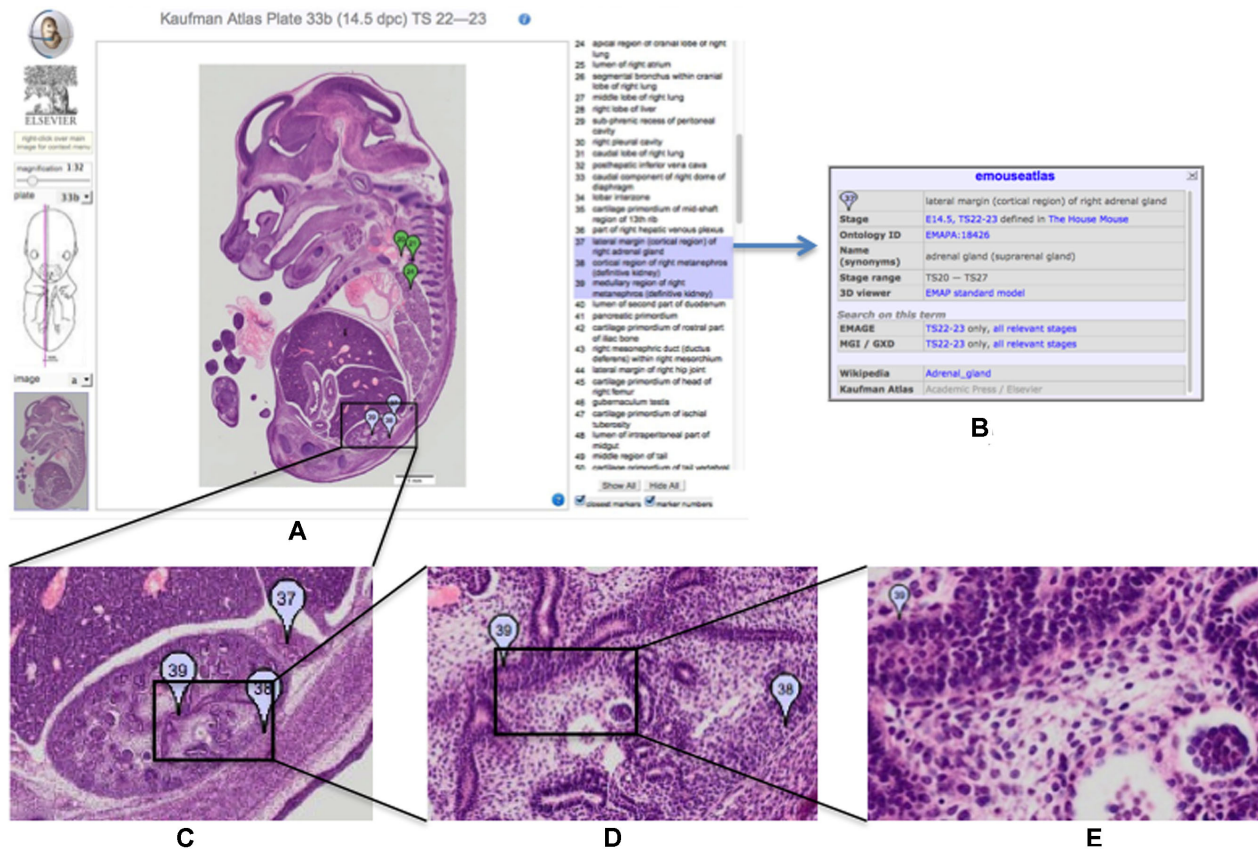 Kaufman Atlas Plate 33b (14.5 dpc) TS 22—23
ELSEVIER
right-click over main
image for context menu
magnification 1:32
plate 33b
image a
24 apical region of cranial lobe of right
lung
25 lumen of right atrium
26 segmental bronchus within cranial
lobe of right lung
27 middle lobe of right lung
28 right lobe of liver
29 sub-phrenic recess of peritoneal
cavity
30 right pleural cavity
31 caudal lobe of right lung
32 posthepatic inferior vena cava
33 caudal component of right dome of
diaphragm
34 lobar interzone
35 cartilage primordium of mid-shaft
region of 13th rib
36 part of right hepatic venous plexus
37 lateral margin (cortical region) of
right adrenal gland
38 cortical region of right metanephros
(definitive kidney)
39 medullary region of right
metanephros (definitive kidney)
40 lumen of second part of duodenum
41 pancreatic primordium
42 cartilage primordium of rostral part
of iliac bone
43 right mesonephric duct (ductus
deferens) within right mesorchium
44 lateral margin of right hip joint
45 cartilage primordium of head of
right femur
46 gubernaculum testis
47 cartilage primordium of ischial
tuberosity
48 lumen of intraperitoneal part of
midgut
49 middle region of tail
50 cartilage primordium of tail vertebral
Show All Hide All
closest markers marker numbers
A
emouseatlas
37 lateral margin (cortical region) of right adrenal gland
Stage E14.5, TS22-23 defined in The House Mouse
Ontology ID EMAPA:18426
Name
(synonyms) adrenal gland (suprarenal gland)
Stage range TS20 — TS27
3D viewer EMAP standard model
Search on this term
EMAGE TS22-23 only, all relevant stages
MGI / GXD TS22-23 only, all relevant stages
Wikipedia Adrenal_gland
Kaufman Atlas Academic Press / Elsevier
B
37
39
38
C
39
38
D
39
E